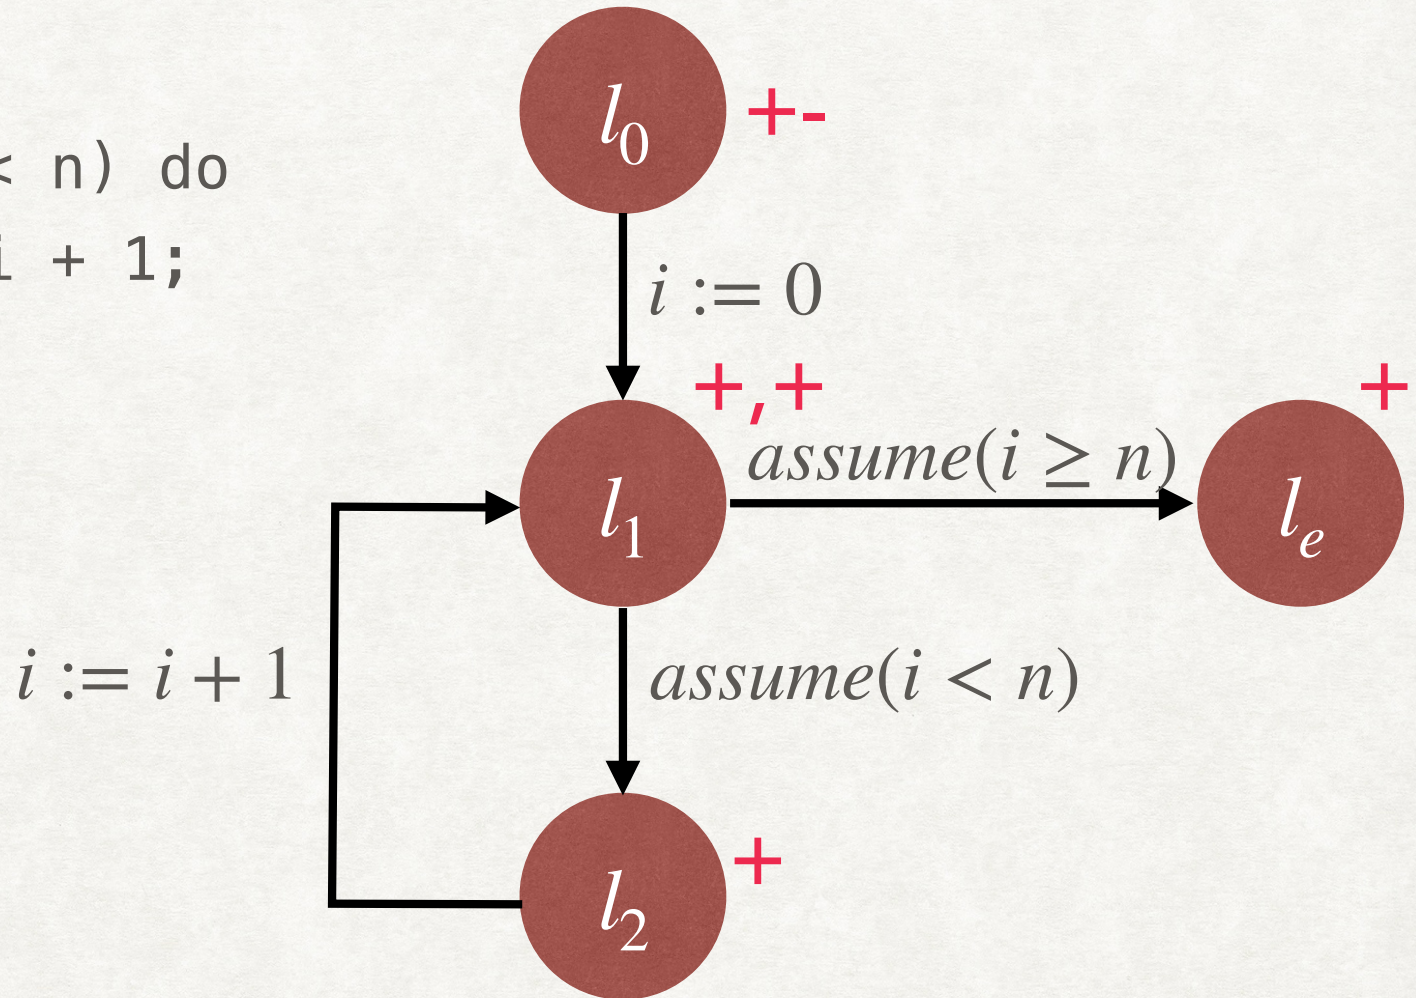 < n) do
i + 1;
l0
+-
i := 0
+,+
+
assume(i ≥ n)
l1
le
i := i + 1
assume(i < n)
+
l2